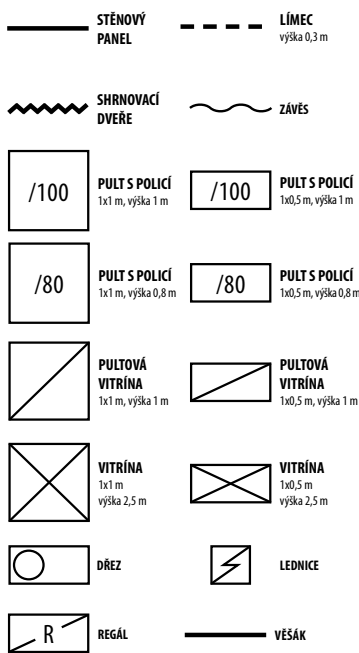 STĚNOVÝ
PANEL
LÍMEC
výška 0,3 m
SHRNOVACÍ
DVEŘE
ZÁVĚS
/100
PULT S POLICÍ
1x1 m, výška 1 m
/100
PULT S POLICÍ
1x0,5 m, výška 1 m
/80
PULT S POLICÍ
1x1 m, výška 0,8 m
/80
PULT S POLICÍ
1x0,5 m, výška 0,8 m
PULTOVÁ
VITRÍNA
1x1 m, výška 1 m
PULTOVÁ
VITRÍNA
1x0,5 m, výška 1 m
VITRÍNA
1x1 m
výška 2,5 m
VITRÍNA
1x0,5 m
výška 2,5 m
DŘEZ
LEDNICE
R
REGÁL
VĚŠÁK